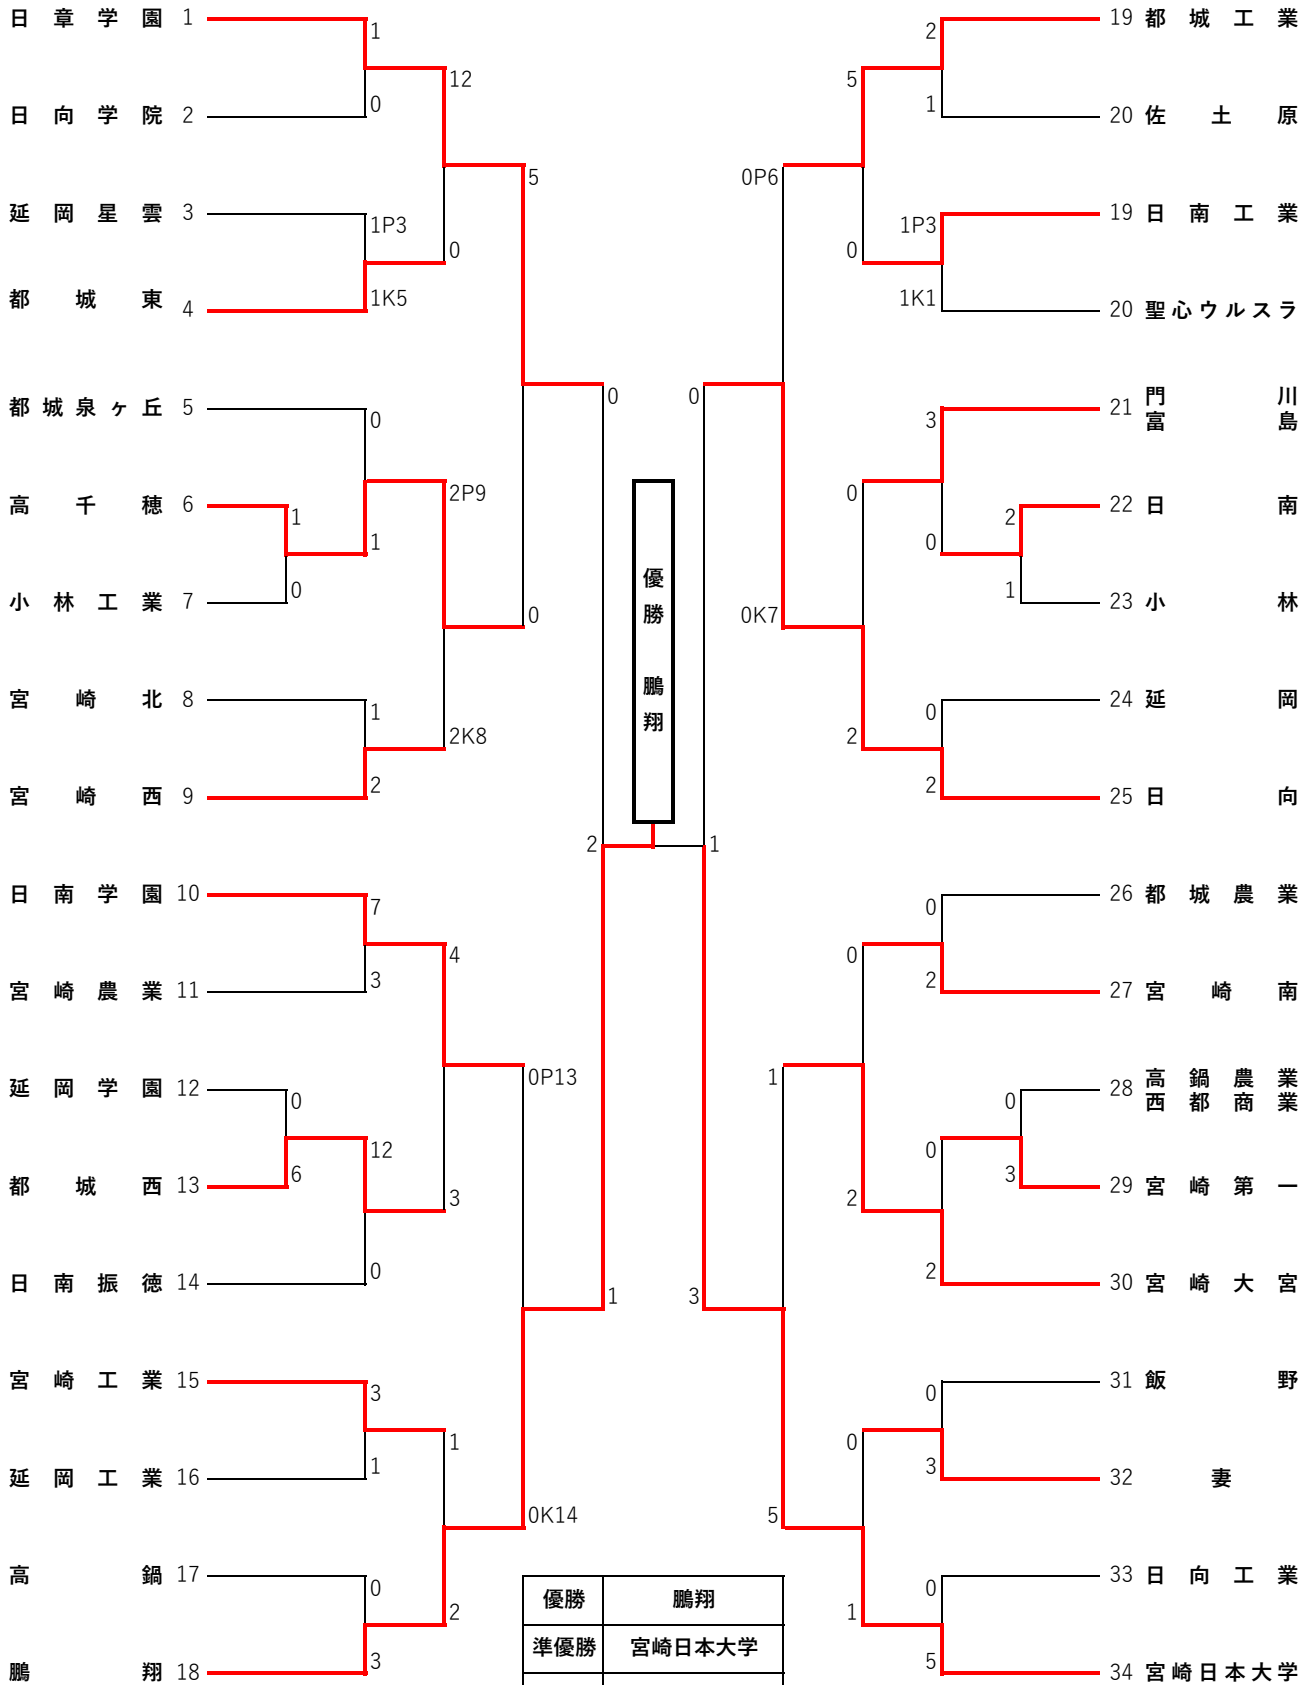 日章学園 1
日向学院 2
延岡星雲 3
都城東 4
都城泉ヶ丘 5
高千穂 6
小林工業 7
宮崎北 8
宮崎西 9
日南学園 10
宮崎農業 11
延岡学園 12
都城西 13
日南振徳 14
宮崎工業 15
延岡工業 16
高鍋 17
鵬翔 18
1
0
1P3
1K5
0
1
0
1
1
2
7
3
0
6
12
0
3
1
0
3
12
0
2P9
2K8
4
3
1
2
5
0
0P13
0K14
0
1
2
優勝 鵬翔
1
0
3
0P6
0K7
1
5
5
0
0
2
0
2
0
1
2
1
1P3
1K1
3
0
2
1
0
2
0
2
0
0
3
2
0
3
0
5
19 都城工業
20 佐土原
19 日南工業
20 聖心ウルスラ
21 門川
富島
22 日南
23 小林
24 延岡
25 日向
26 都城農業
27 宮崎南
28 高鍋農業
西都商業
29 宮崎第一
30 宮崎大宮
31 飯野
32 妻
33 日向工業
34 宮崎日本大学
優勝 鵬翔
準優勝 宮崎日本大学